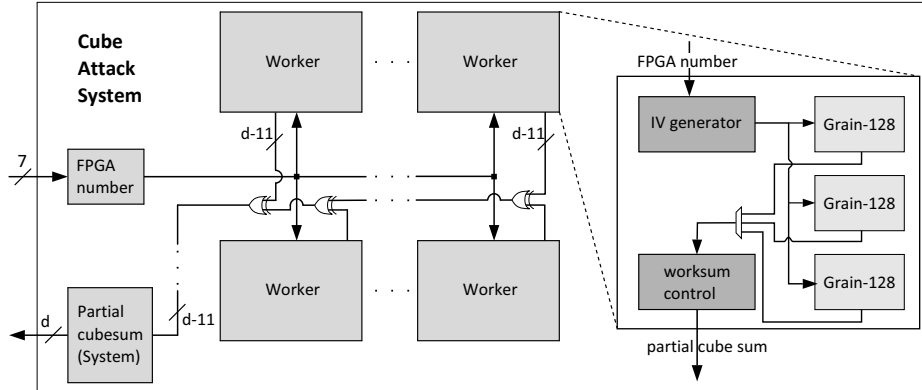 Cube
Attack
System
Worker
Worker
d-11
d-11
7
FPGA
number
Worker
Worker
d-11
d
Partial
cubesum
(System)
FPGA number
IV generator
Grain-128
Grain-128
worksum
control
Grain-128
partial cube sum